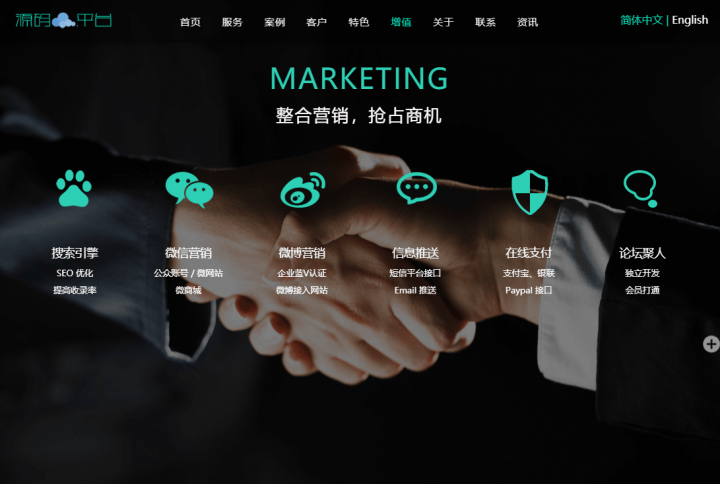 源码 平台
首页 服务 案例 客户 特色 增值 关于 联系 资讯
简体中文 | English
MARKETING
整合营销，抢占商机
搜索引擎 微信营销 微博营销 信息推送 在线支付 论坛聚人
SEO 优化 公众账号 / 微网站 企业蓝V认证 短信平台接口 支付宝、银联 独立开发
提高收录率 微商城 微博接入网站 Email 推送 Paypal 接口 会员打通